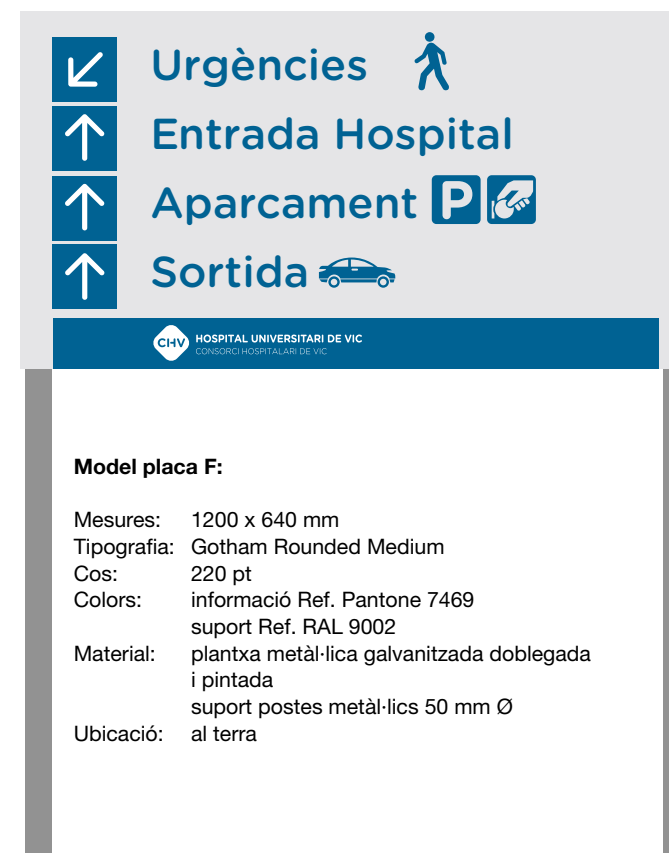 Urgències
Entrada Hospital
Aparcament P
Sortida
CHV HOSPITAL UNIVERSITARI DE VIC
CONSORCI HOSPITALARI DE VIC
Model placa F:
Mesures: 1200 x 640 mm
Tipografia: Gotham Rounded Medium
Cos: 220 pt
Colors: informació Ref. Pantone 7469
suport Ref. RAL 9002
Material: plantxa metàl·lica galvanitzada doblegada
i pintada
suport postes metàl·lics 50 mm Ø
Ubicació: al terra